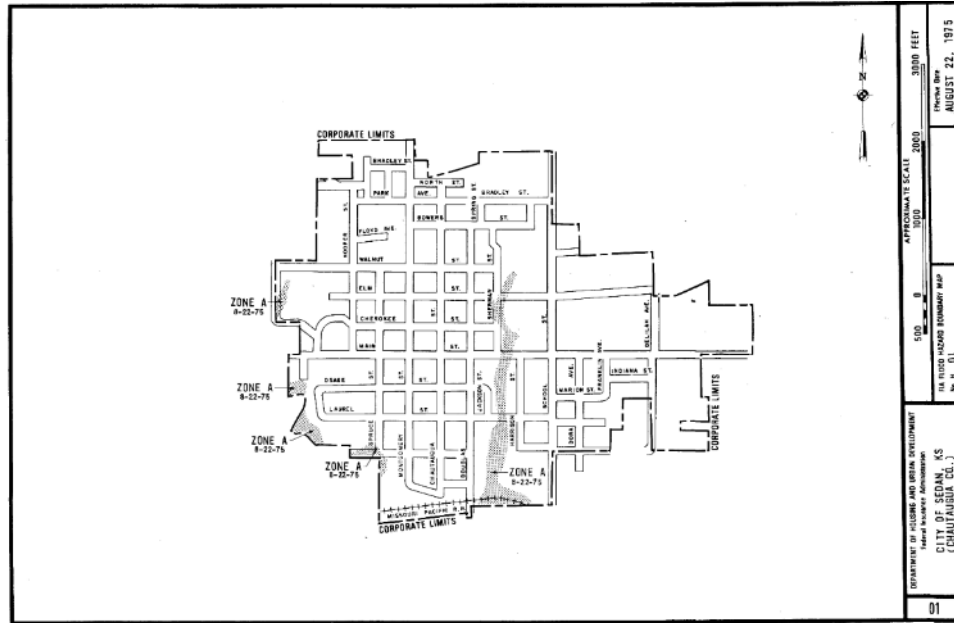 CORPORATE LIMITS
BRADLEY ST.
NORTH ST.
PARK AVE.
BRADLEY ST.
SPRING ST.
BOWERS ST.
HOOPER ST.
FLOYD AVE.
WALNUT ST. ST.
ELM ST.
ZONE A
8-22-75
SHERMAN
CHEROKEE ST. ST.
ST.
MAIN ST.
DELILAH AVE.
FRANKLIN AVE.
INDIANA ST.
ZONE A
8-22-75
OSAGE ST. ST. ST.
AVE.
MARION ST.
LAUREL ST.
JACKSON ST.
ST.
SCHOOL
ZONE A
8-22-75
SPRUCE
HARRISON
DORA
CORPORATE LIMITS
ZONE A
8-22-75
MONTGOMERY
CHAUTAUQUA
DOUGLAS
ZONE A
8-22-75
MISSOURI PACIFIC R.R.
CORPORATE LIMITS
N
APPROXIMATE SCALE
500 0 1000 2000 3000 FEET
Effective Date
AUGUST 22, 1975
FIA FLOOD HAZARD BOUNDARY MAP
DEPARTMENT OF HOUSING AND URBAN DEVELOPMENT
Federal Insurance Administration
CITY OF SEDAN, KS
(CHAUTAUQUA CO.)
01